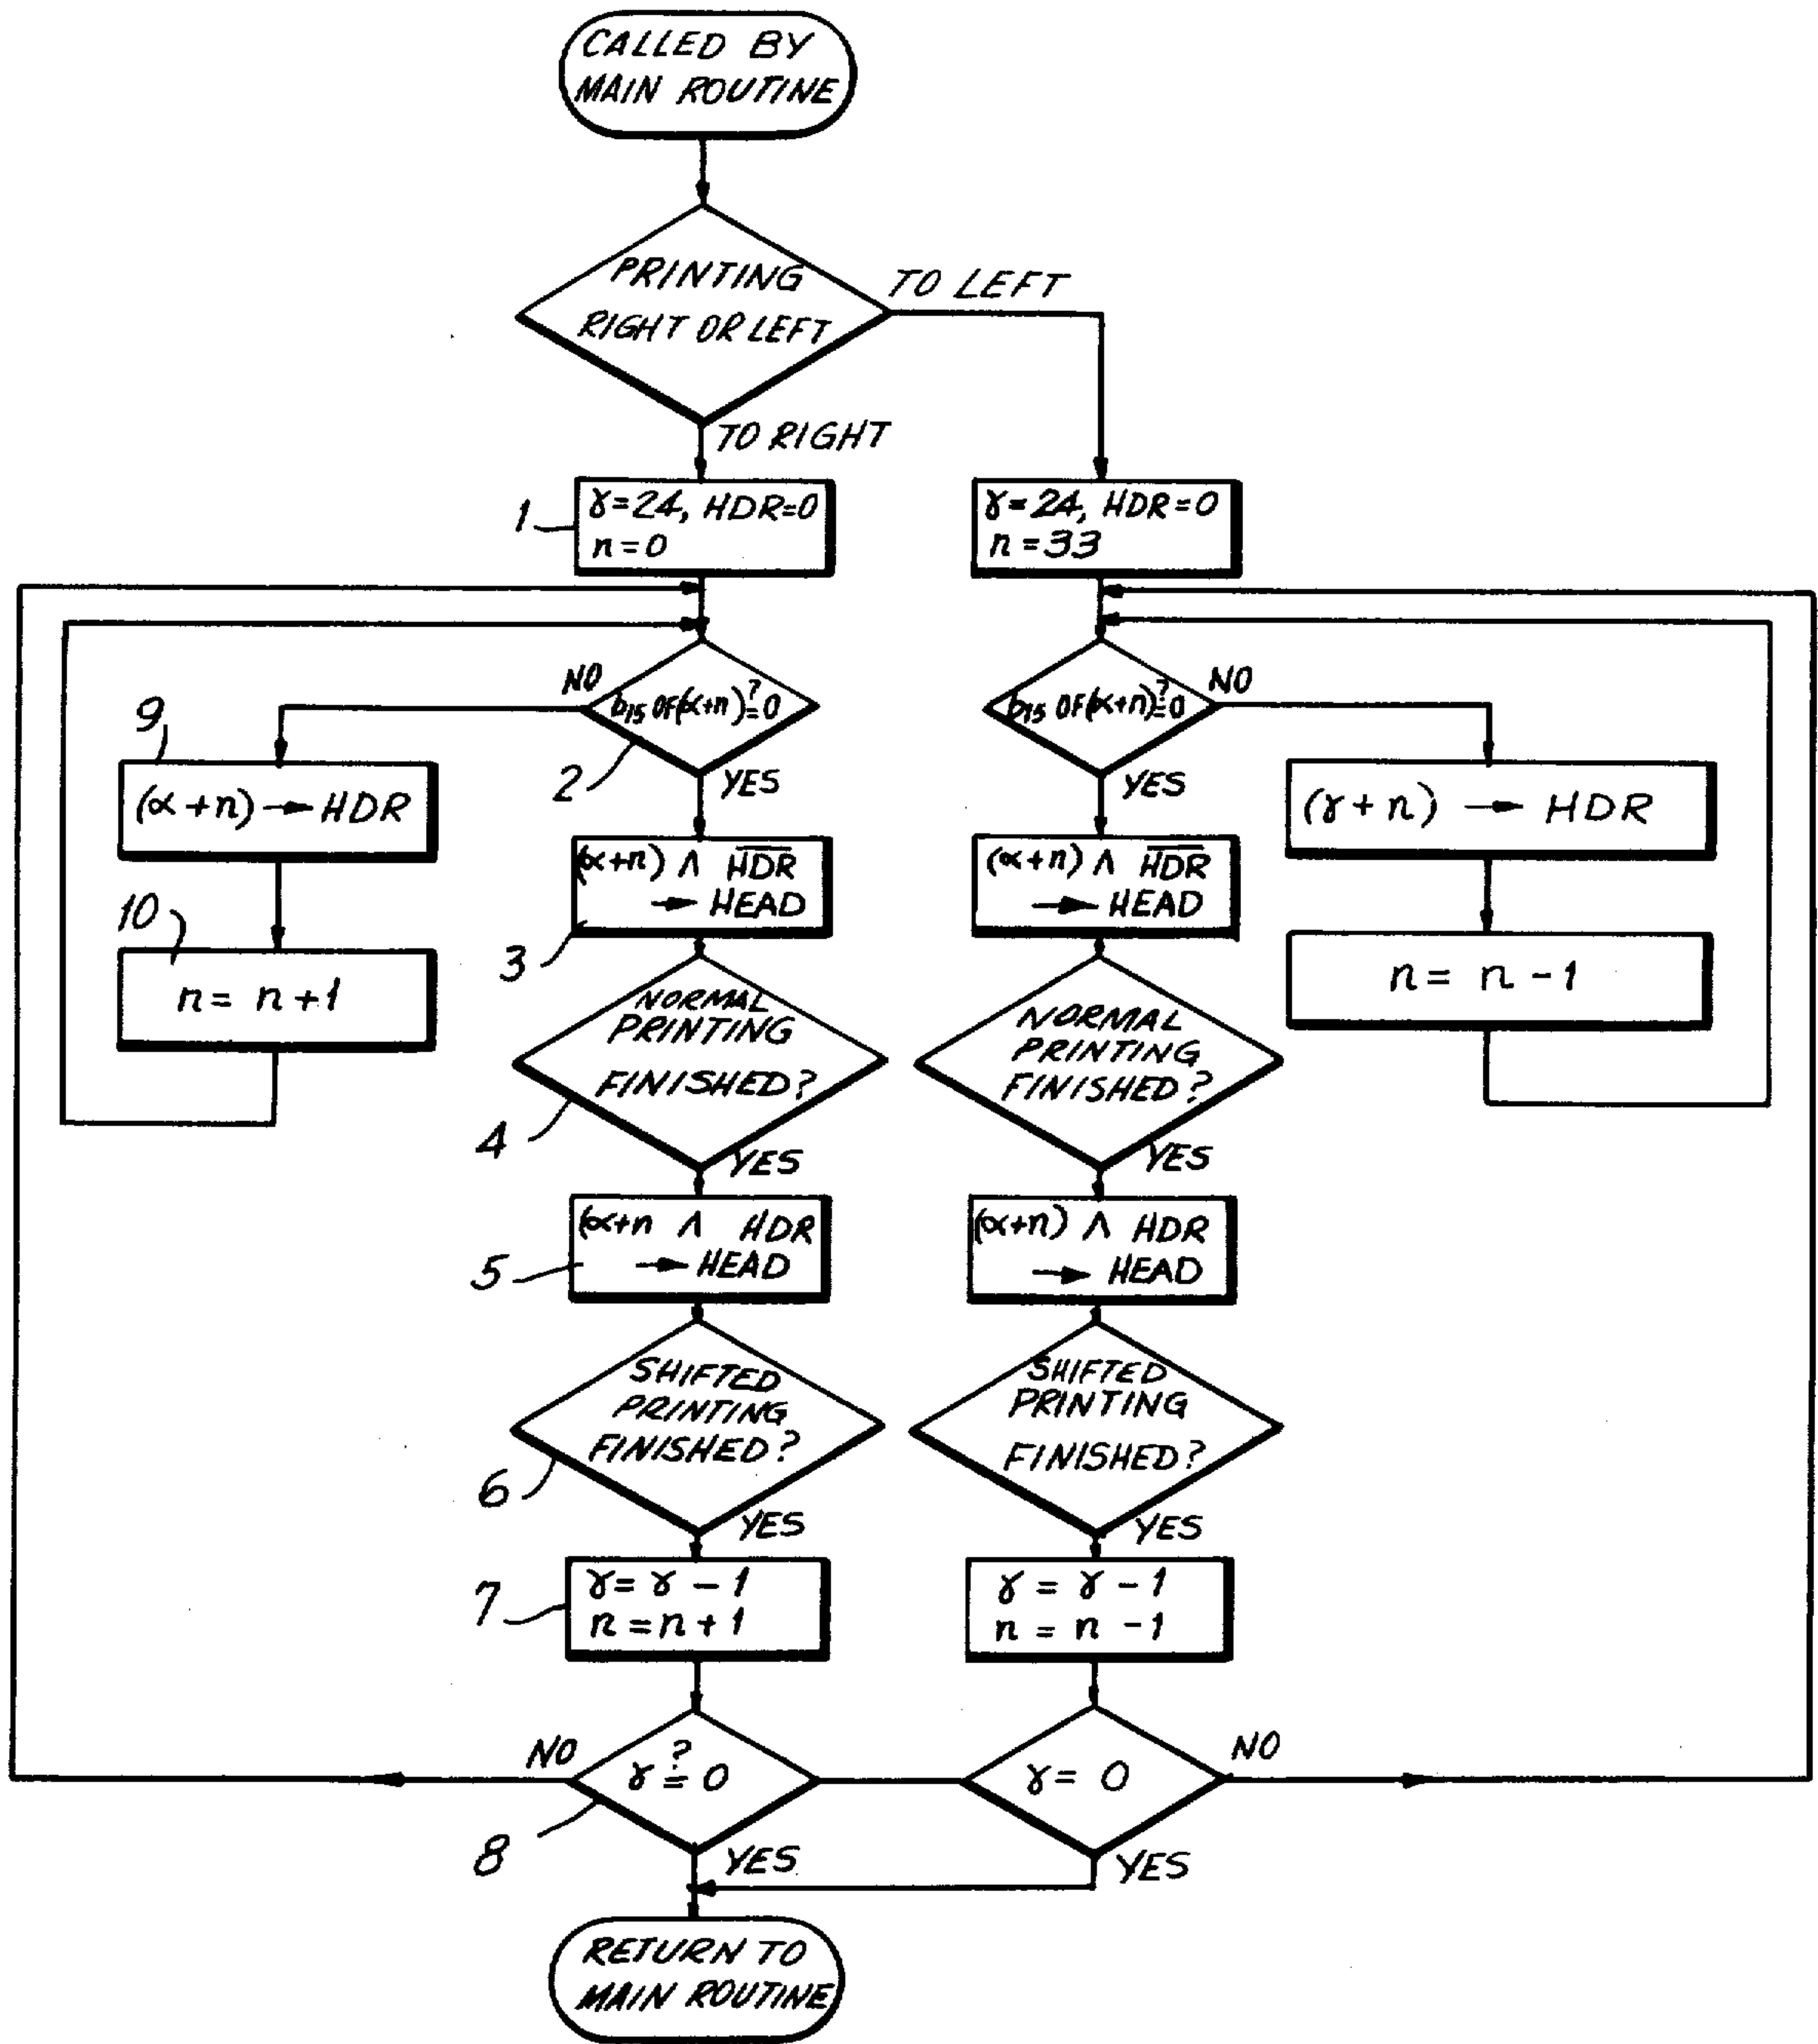 CALLED BY
MAIN ROUTINE
PRINTING
RIGHT OR LEFT
TO LEFT
TO RIGHT
1
γ=24, HDR=0
n=0
γ=24, HDR=0
n=33
b15 OF(α+n)≟0
NO
YES
2
b15 OF(α+n)≟0
NO
YES
9
(α+n)→HDR
10
n= n+1
(γ+n) → HDR
n= n-1
(α+n) ∧ H̅D̅R̅
→ HEAD
3
(α+n) ∧ H̅D̅R̅
→ HEAD
NORMAL
PRINTING
FINISHED?
4
YES
NORMAL
PRINTING
FINISHED?
YES
(α+n ∧ HDR
→ HEAD
5
(α+n) ∧ HDR
→ HEAD
SHIFTED
PRINTING
FINISHED?
6
YES
SHIFTED
PRINTING
FINISHED?
YES
7
γ=γ-1
n=n+1
γ=γ-1
n=n-1
NO
γ≟0
8
YES
γ=0
NO
YES
RETURN TO
MAIN ROUTINE